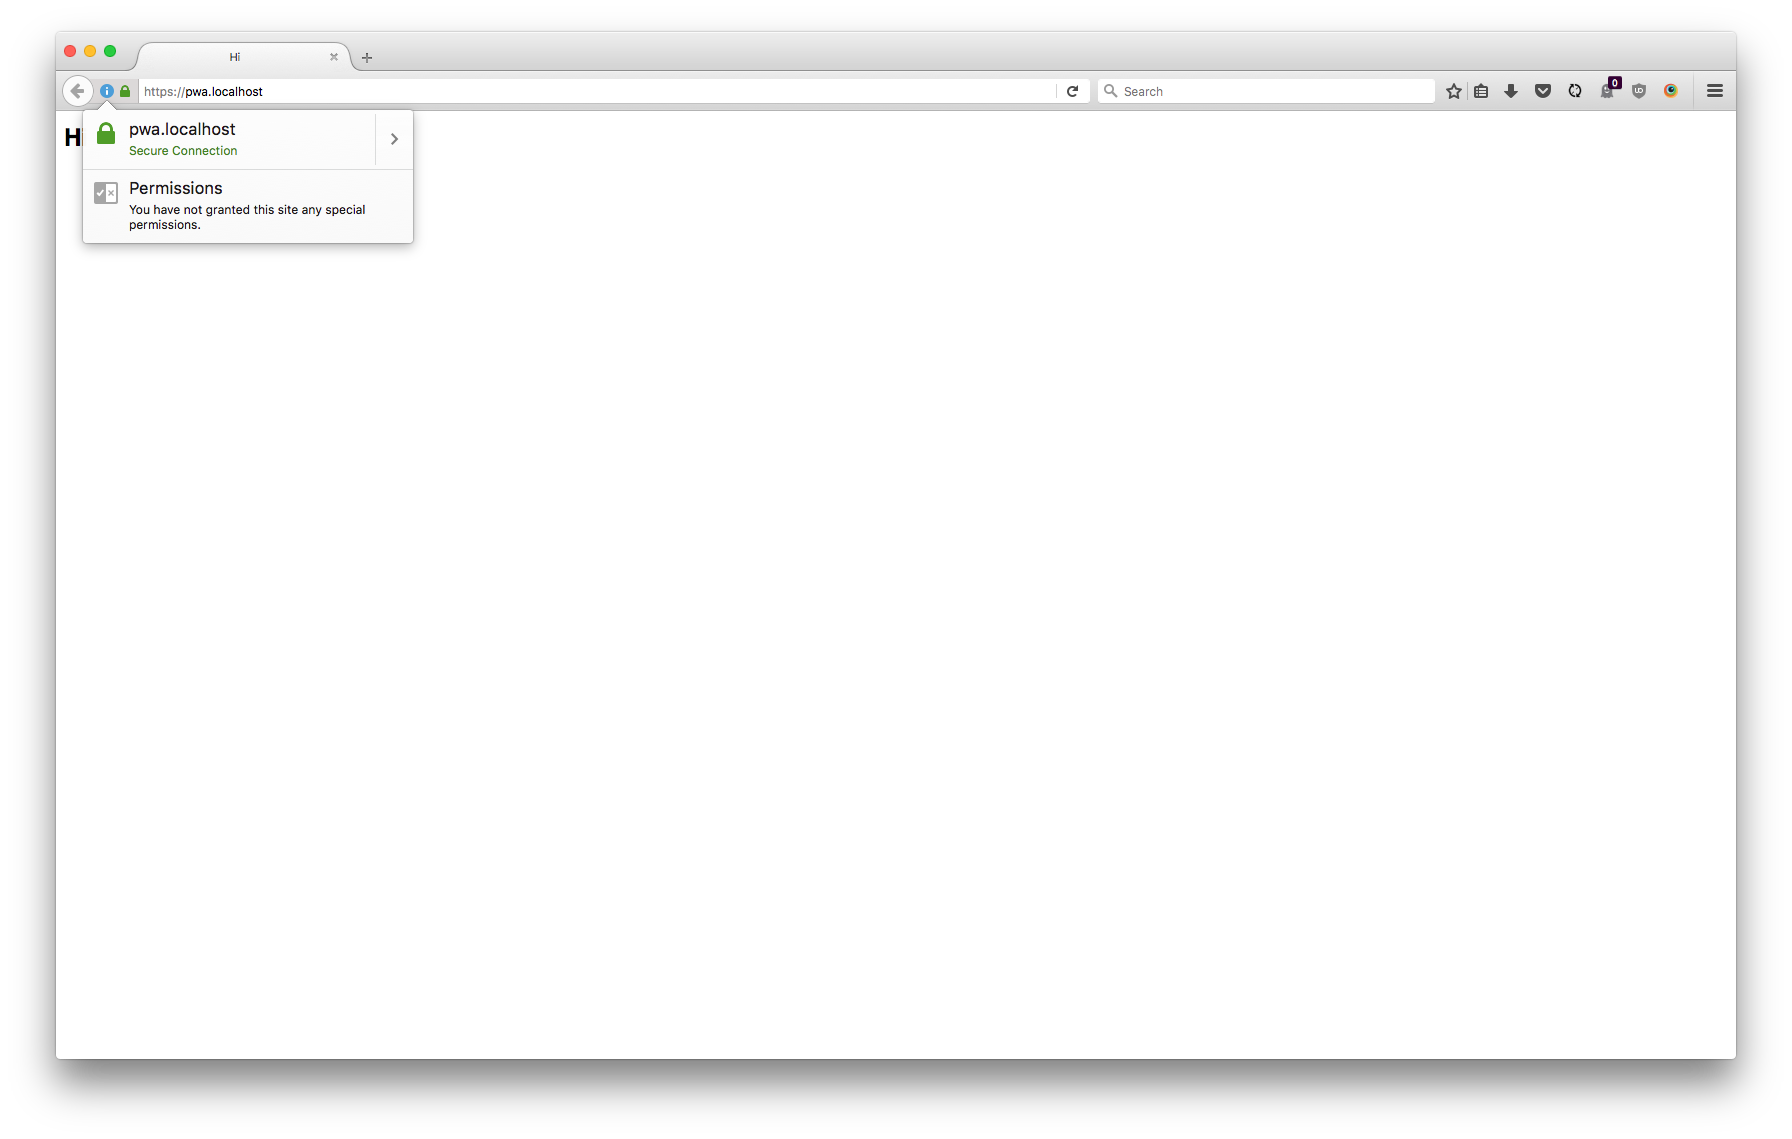 Hi
https://pwa.localhost
Search
0
H
pwa.localhost
Secure Connection
Permissions
You have not granted this site any special
permissions.